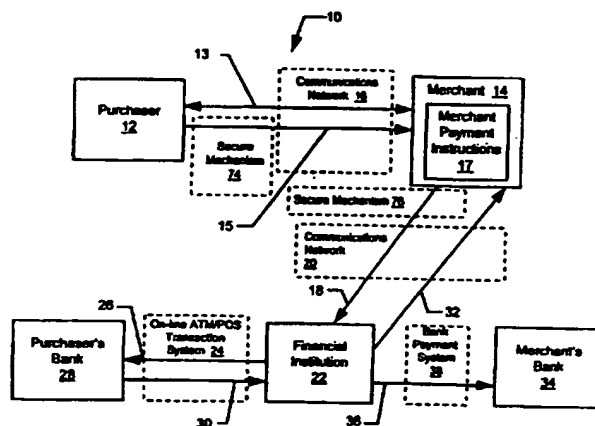 10
13
Communications
Network 16
Merchant 14
Purchaser
12
Merchant
Payment
Instructions
17
Secure
Mechanism
74
15
Secure Mechanism 76
Communications
Network
20
18
32
26
On-line ATM/POS
Transaction
System 24
Purchaser's
Bank
28
Financial
Institution
22
Bank
Payment
System
38
Merchant's
Bank
34
30
36